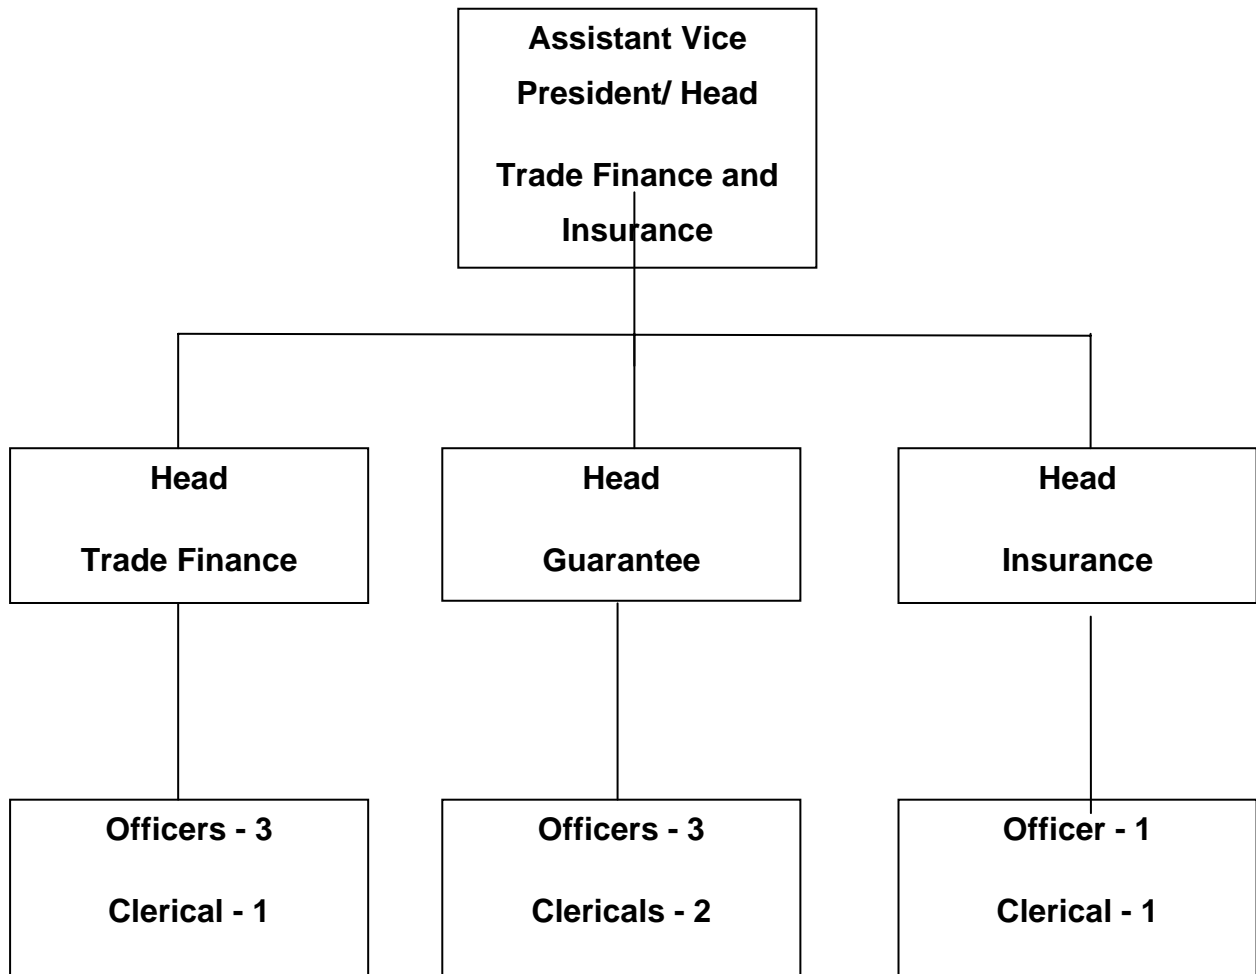 Assistant Vice
President/ Head
Trade Finance and
Insurance
Head
Trade Finance
Head
Guarantee
Head
Insurance
Officers - 3
Clerical - 1
Officers - 3
Clericals - 2
Officer - 1
Clerical - 1